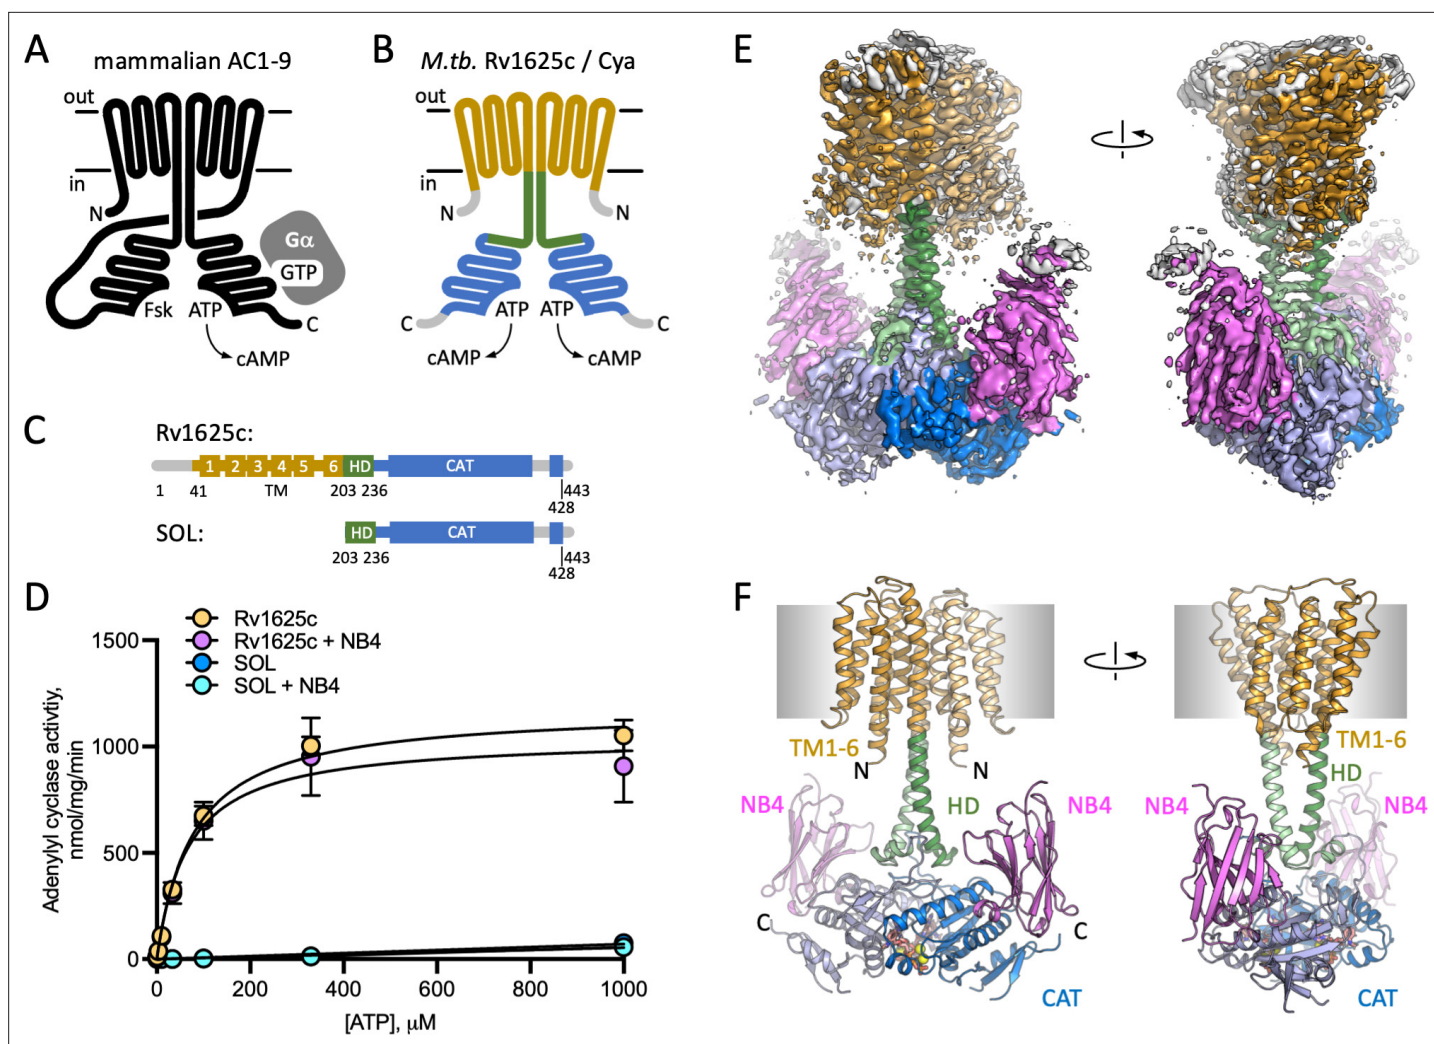 A
mammalian AC1-9
out
in
N
Gα
GTP
Fsk
ATP
C
cAMP
B
M.tb. Rv1625c / Cya
out
in
N
N
C
ATP
ATP
C
cAMP
cAMP
C
Rv1625c:
1 2 3 4 5 6 HD CAT
1 41 TM 203 236 443
428
SOL:
HD CAT
203 236 443
428
D
Rv1625c
Rv1625c + NB4
SOL
SOL + NB4
Adenylyl cyclase activtiy,
nmol/mg/min
1500
1000
500
0
0 200 400 600 800 1000
[ATP], μM
E
F
TM1-6
N
N
NB4
HD
NB4
C
C
CAT
TM1-6
HD
NB4
NB4
CAT